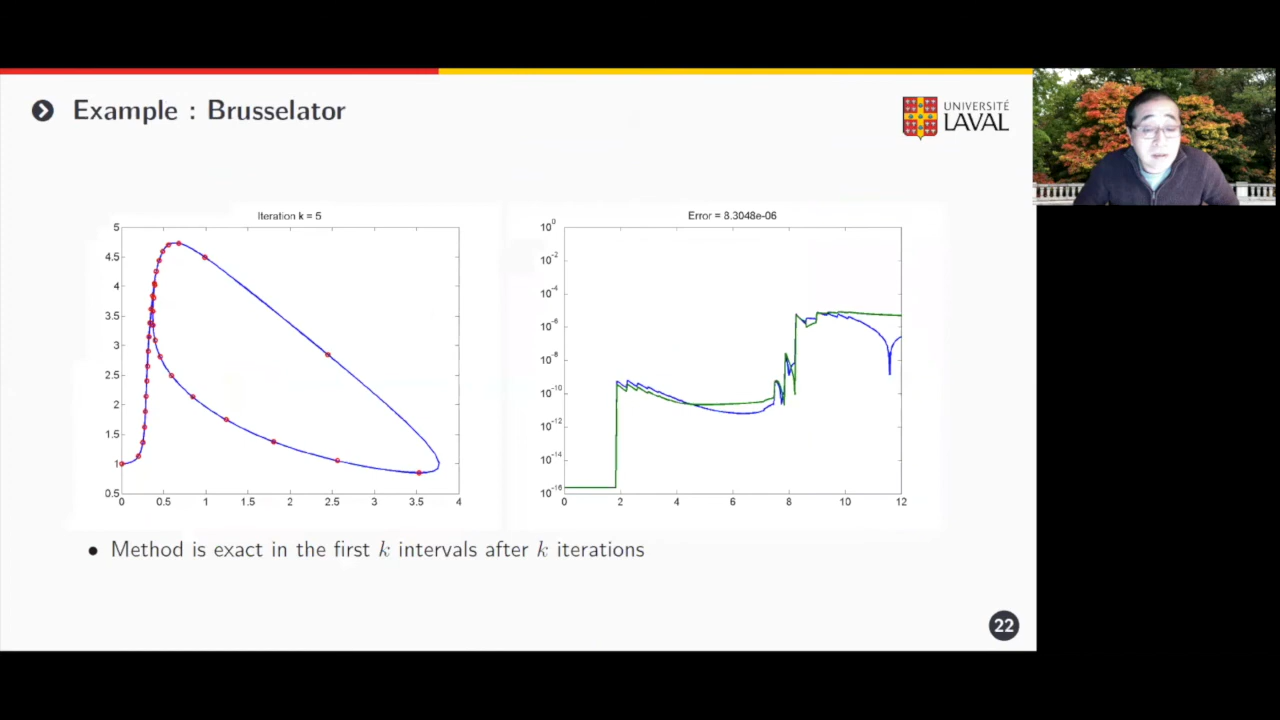 Example : Brusselator
UNIVERSITÉ
LAVAL
Iteration k = 5
5
4.5
4
3.5
3
2.5
2
1.5
1
0.5
0 0.5 1 1.5 2 2.5 3 3.5 4
Error = 8.3048e-06
10^0
10^-2
10^-4
10^-6
10^-8
10^-10
10^-12
10^-14
10^-16
0 2 4 6 8 10 12
• Method is exact in the first k intervals after k iterations
22